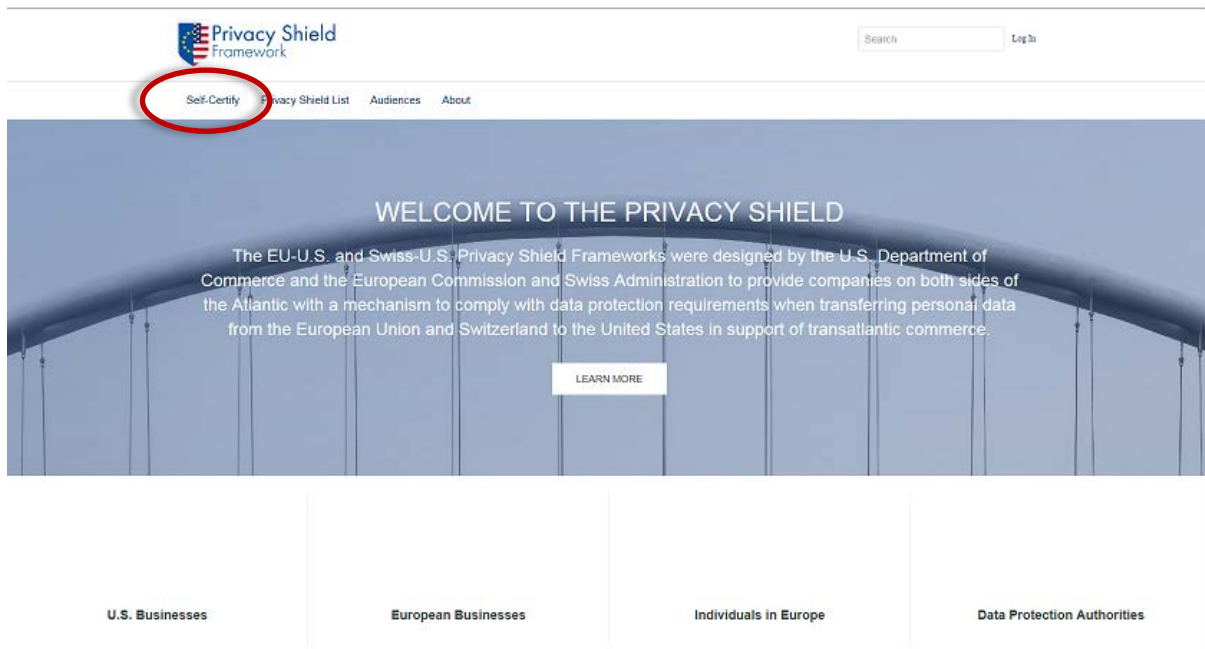 Privacy Shield
Framework
Search
Log In
Self-Certify Privacy Shield List Audiences About
WELCOME TO THE PRIVACY SHIELD
The EU-U.S. and Swiss-U.S. Privacy Shield Frameworks were designed by the U.S. Department of
Commerce and the European Commission and Swiss Administration to provide companies on both sides of
the Atlantic with a mechanism to comply with data protection requirements when transferring personal data
from the European Union and Switzerland to the United States in support of transatlantic commerce.
LEARN MORE
U.S. Businesses
European Businesses
Individuals in Europe
Data Protection Authorities